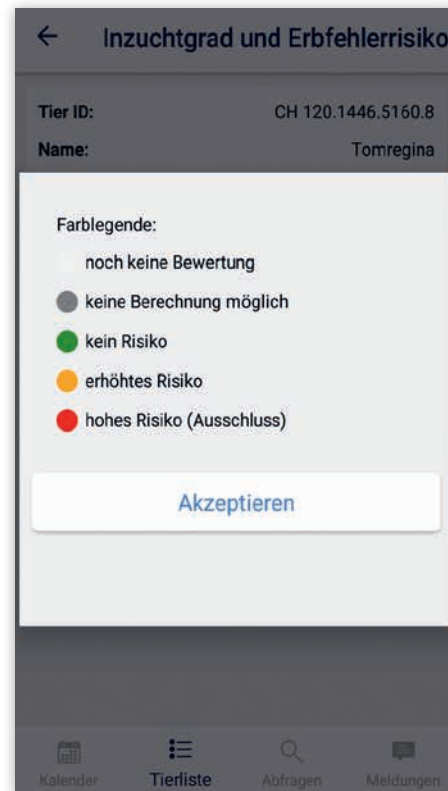 Inzuchtgrad und Erbfehlerrisiko
Tier ID: CH 120.1446.5160.8
Name: Tomregina
Farblegende:
noch keine Bewertung
keine Berechnung möglich
kein Risiko
erhöhtes Risiko
hohes Risiko (Ausschluss)
Akzeptieren
Kalender Tierliste Abfragen Meldungen